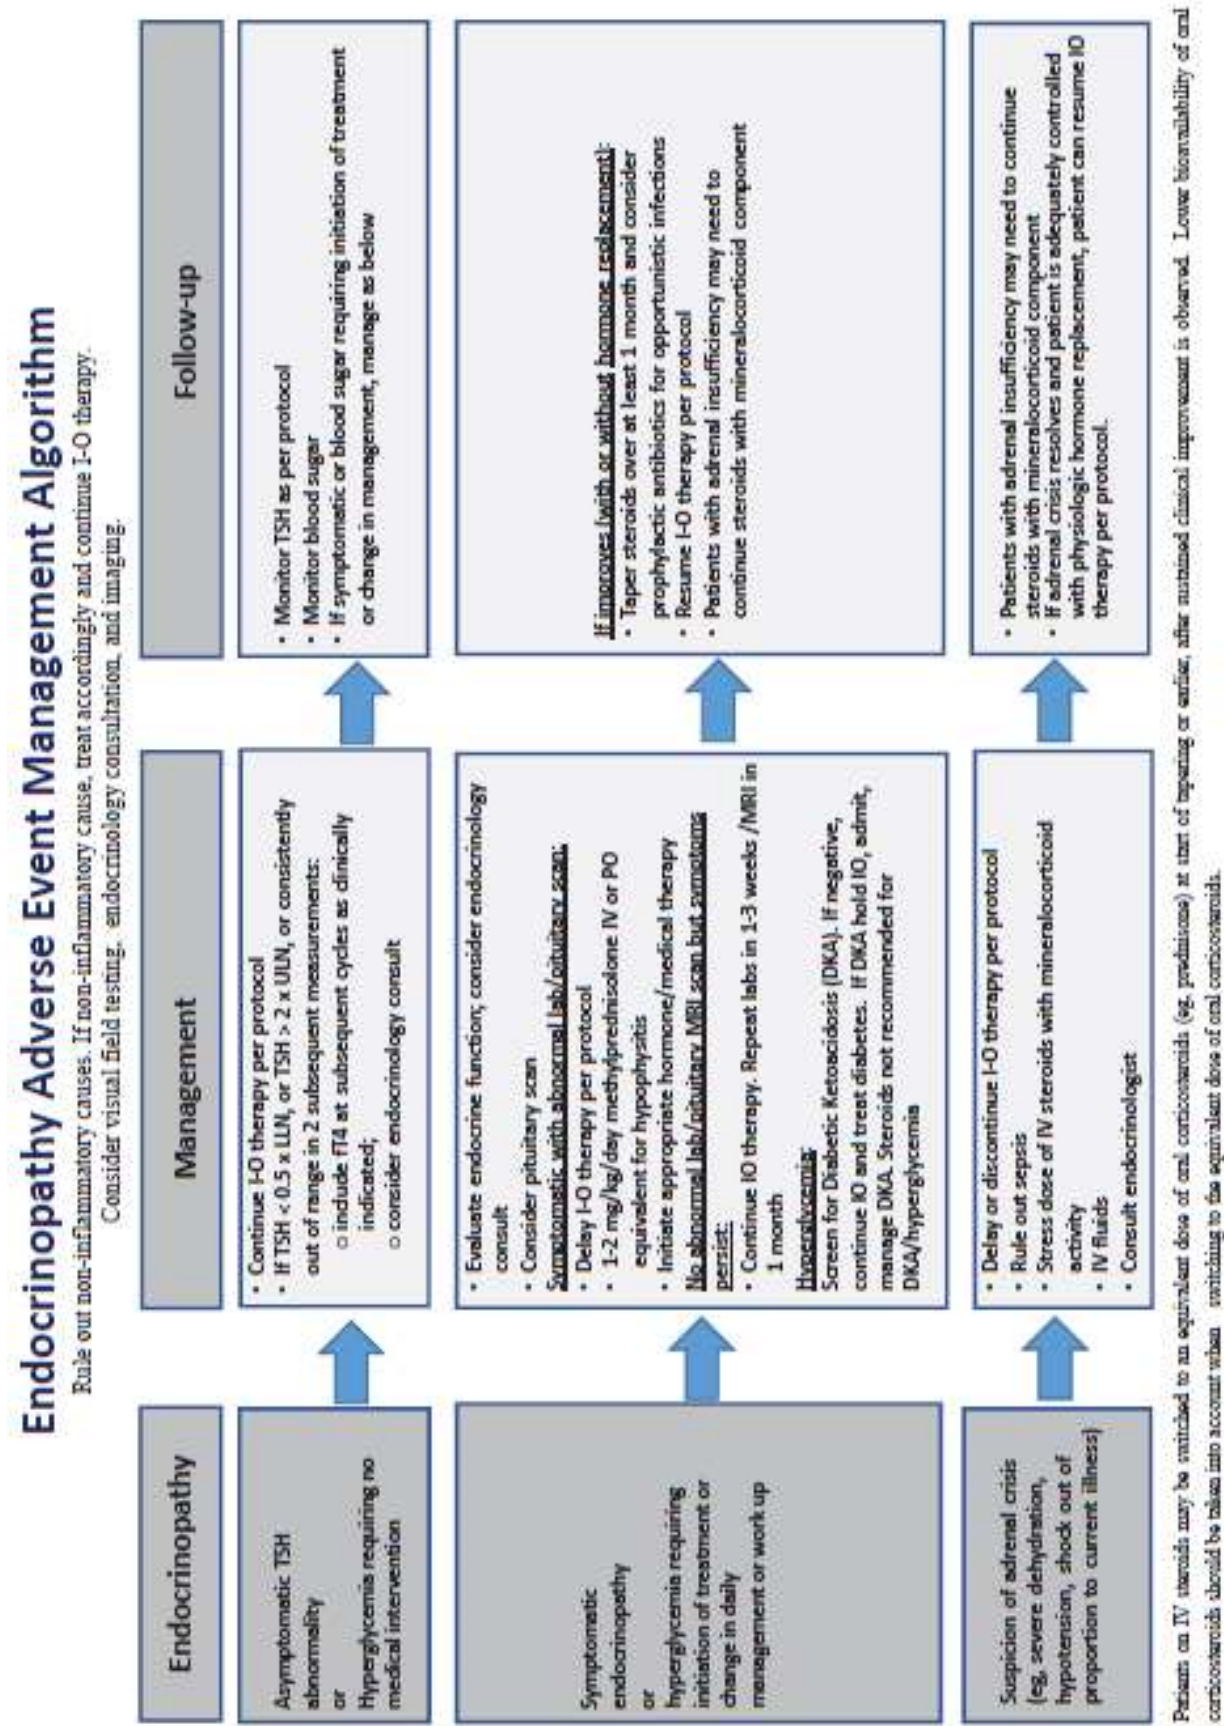 Endocrinopathy Adverse Event Management Algorithm
Rule out non-inflammatory causes. If non-inflammatory cause, treat accordingly and continue I-O therapy.
Consider visual field testing, endocrinology consultation, and imaging.
Endocrinopathy
Management
Follow-up
Asymptomatic TSH
abnormality
or
Hyperglycemia requiring no
medical intervention
• Continue I-O therapy per protocol
• If TSH < 0.5 x LLN, or TSH > 2 x ULN, or consistently
out of range in 2 subsequent measurements:
○ include fT4 at subsequent cycles as clinically
indicated;
○ consider endocrinology consult
• Monitor TSH as per protocol
• Monitor blood sugar
• If symptomatic or blood sugar requiring initiation of treatment
or change in management, manage as below
Symptomatic
endocrinopathy
or
hyperglycemia requiring
initiation of treatment or
change in daily
management or work up
• Evaluate endocrine function; consider endocrinology
consult
• Consider pituitary scan
Symptomatic with abnormal lab/pituitary scan:
• Delay I-O therapy per protocol
• 1-2 mg/kg/day methylprednisolone IV or PO
equivalent for hypophysitis
• Initiate appropriate hormone/medical therapy
No abnormal lab/pituitary MRI scan but symptoms
persist:
• Continue IO therapy. Repeat labs in 1-3 weeks /MRI in
1 month
Hyperglycemia:
Screen for Diabetic Ketoacidosis (DKA). If negative,
continue IO and treat diabetes. If DKA hold IO, admit,
manage DKA. Steroids not recommended for
DKA/hyperglycemia
If improves (with or without hormone replacement):
• Taper steroids over at least 1 month and consider
prophylactic antibiotics for opportunistic infections
• Resume I-O therapy per protocol
• Patients with adrenal insufficiency may need to
continue steroids with mineralocorticoid component
Suspicion of adrenal crisis
(eg, severe dehydration,
hypotension, shock out of
proportion to current illness)
• Delay or discontinue I-O therapy per protocol
• Rule out sepsis
• Stress dose of IV steroids with mineralocorticoid
activity
• IV fluids
• Consult endocrinologist
• Patients with adrenal insufficiency may need to continue
steroids with mineralocorticoid component
• If adrenal crisis resolves and patient is adequately controlled
with physiologic hormone replacement, patient can resume IO
therapy per protocol.
Patients on IV steroids may be switched to an equivalent dose of oral corticosteroids (eg, prednisone) at start of tapering or earlier, after sustained clinical improvement is observed. Lower bioavailability of oral
corticosteroids should be taken into account when switching to the equivalent dose of oral corticosteroids.